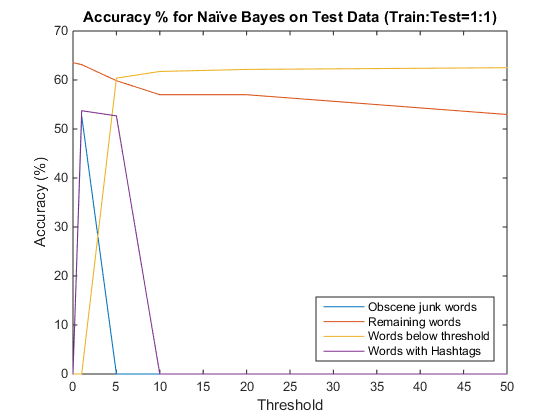 Accuracy % for Naïve Bayes on Test Data (Train:Test=1:1)
70
60
50
40
30
20
10
0
Accuracy (%)
0 5 10 15 20 25 30 35 40 45 50
Threshold
Obscene junk words
Remaining words
Words below threshold
Words with Hashtags